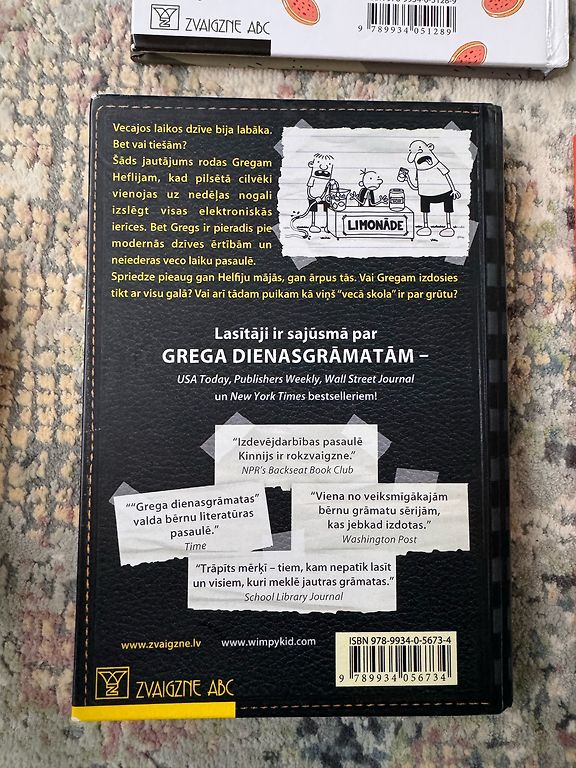 ZVAIGZNE ABC
9 789934 051289
Vecajos laikos dzīve bija labāka.
Bet vai tiešām?
Šāds jautājums rodas Gregam
Heflijam, kad pilsētā cilvēki
vienojas uz nedēļas nogali
izslēgt visas elektroniskās
ierīces. Bet Gregs ir pieradis pie
modernās dzīves ērtībām un
neiederas veco laiku pasaulē.
Spriedze pieaug gan Helfiju mājās, gan ārpus tās. Vai Gregam izdosies
tikt ar visu galā? Vai arī tādam puikam kā viņš “vecā skola” ir par grūtu?
LIMONĀDE
Lasītāji ir sajūsmā par
GREGA DIENASGRĀMATĀM –
USA Today, Publishers Weekly, Wall Street Journal
un New York Times bestselleriem!
“Izdevējdarbības pasaulē
Kinnijs ir rokzvaigzne.”
NPR’s Backseat Book Club
““Grega dienasgrāmatas”
valda bērnu literatūras
pasaulē.”
Time
“Viena no veiksmīgākajām
bērnu grāmatu sērijām,
kas jebkad izdotas.”
Washington Post
“Trāpīts mērķī – tiem, kam nepatīk lasīt
un visiem, kuri meklē jautras grāmatas.”
School Library Journal
www.zvaigzne.lv www.wimpykid.com
ISBN 978-9934-0-5673-4
9 789934 056734
ZVAIGZNE ABC